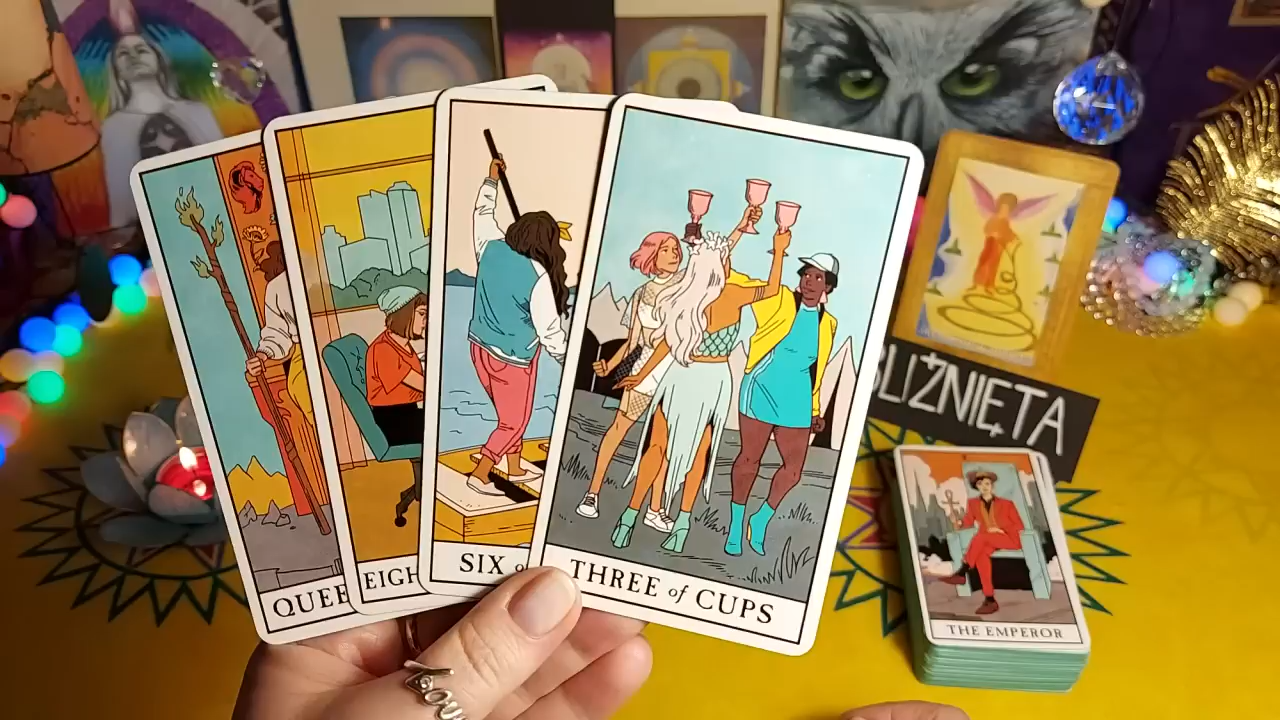 QUEE
EIGH
SIX o
THREE of CUPS
BLIŹNIĘTA
THE EMPEROR